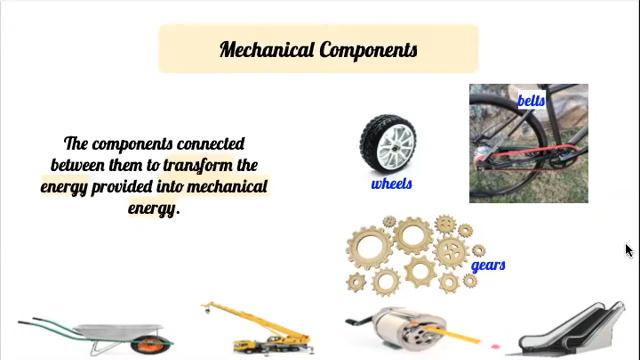 Mechanical Components
belts
The components connected
between them to transform the
energy provided into mechanical
energy.
wheels
gears